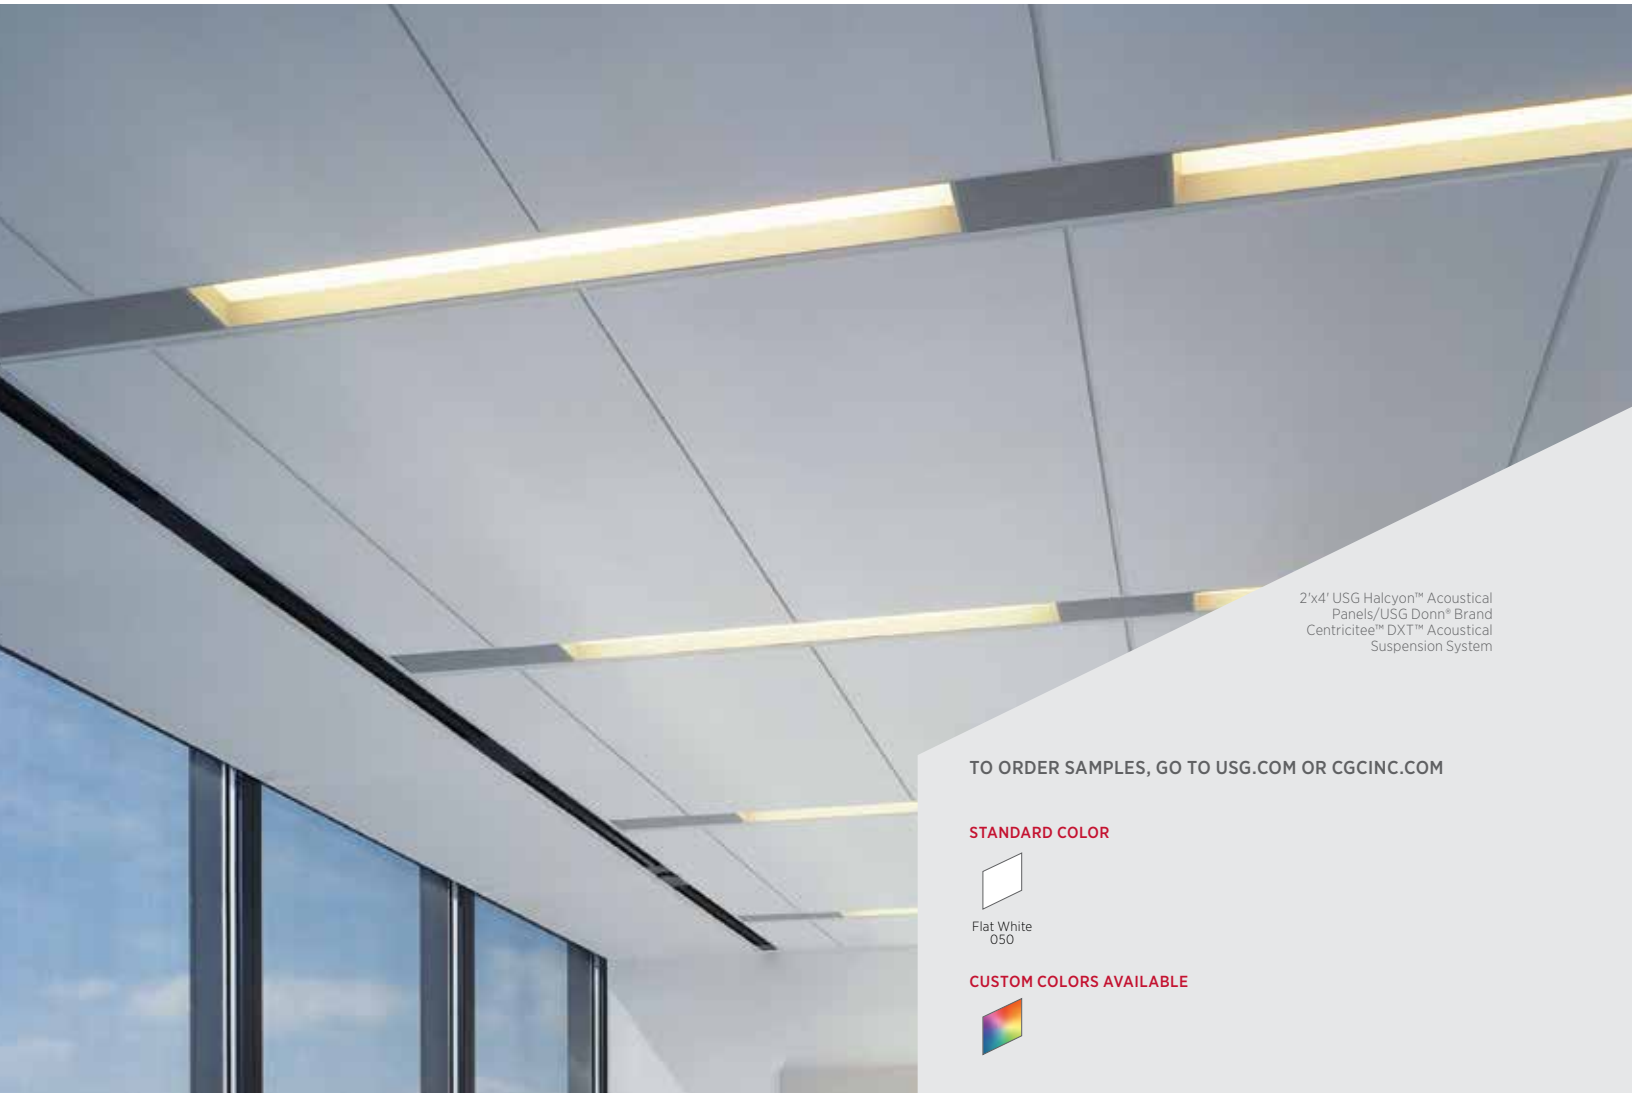 2'x4' USG Halcyon™ Acoustical
Panels/USG Donn® Brand
Centricitee™ DXT™ Acoustical
Suspension System
TO ORDER SAMPLES, GO TO USG.COM OR CGCINC.COM
STANDARD COLOR
Flat White
050
CUSTOM COLORS AVAILABLE